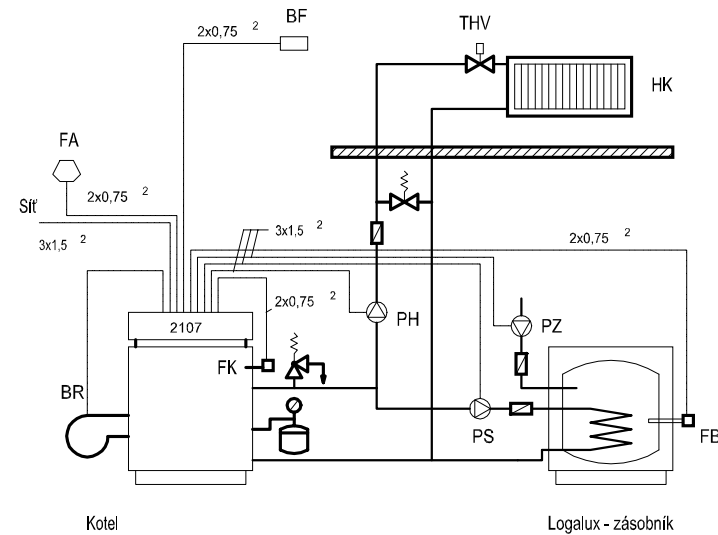 BF
2x0,75 2
THV
HK
FA
2x0,75 2
Síť
3x1,5 2
3x1,5 2
2x0,75 2
2x0,75 2
2107
PH
PZ
FK
BR
PS
FB
Kotel
Logalux - zásobník